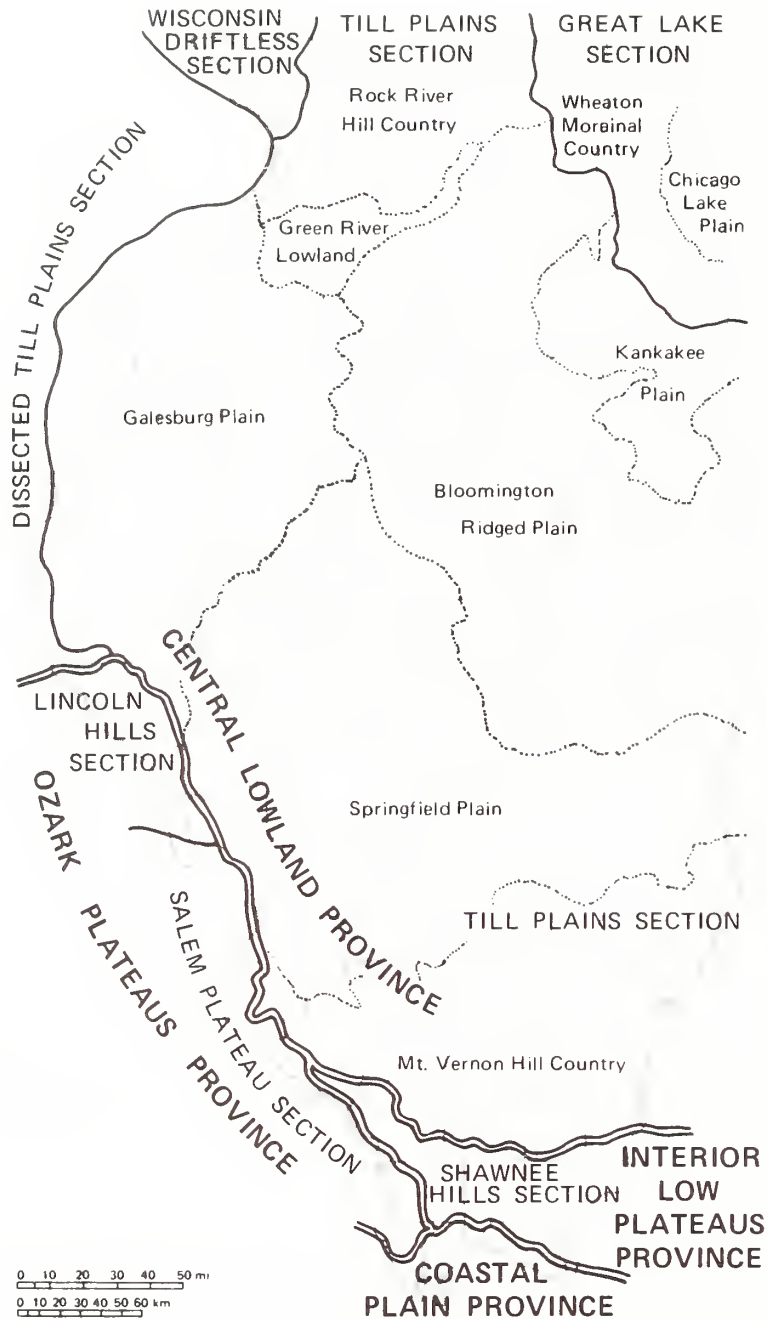 WISCONSIN
DRIFTLESS
SECTION
TILL PLAINS
SECTION
GREAT LAKE
SECTION
Rock River
Hill Country
Wheaton
Morainal
Country
Chicago
Lake
Plain
DISSECTED TILL PLAINS SECTION
Green River
Lowland
Kankakee
Plain
Galesburg Plain
Bloomington
Ridged Plain
CENTRAL LOWLAND PROVINCE
LINCOLN
HILLS
SECTION
OZARK PLATEAUS PROVINCE
Springfield Plain
SALEM PLATEAU SECTION
TILL PLAINS SECTION
Mt. Vernon Hill Country
SHAWNEE
HILLS SECTION
INTERIOR
LOW
PLATEAUS
PROVINCE
COASTAL
PLAIN PROVINCE
0 10 20 30 40 50 mi
0 10 20 30 40 50 60 km